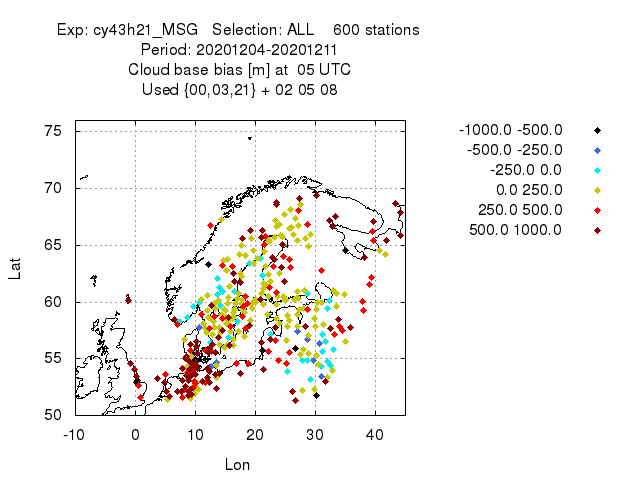 Exp: cy43h21_MSG   Selection: ALL    600 stations
Period: 20201204-20201211
Cloud base bias [m] at  05 UTC
Used {00,03,21} + 02 05 08
-1000.0 -500.0
-500.0 -250.0
-250.0 0.0
0.0 250.0
250.0 500.0
500.0 1000.0
75
70
65
60
55
50
Lat
-10 0 10 20 30 40
Lon